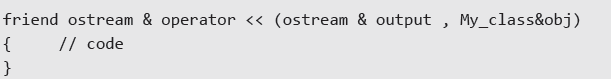 friend ostream & operator << (ostream & output , My_class&obj)
{     // code
}